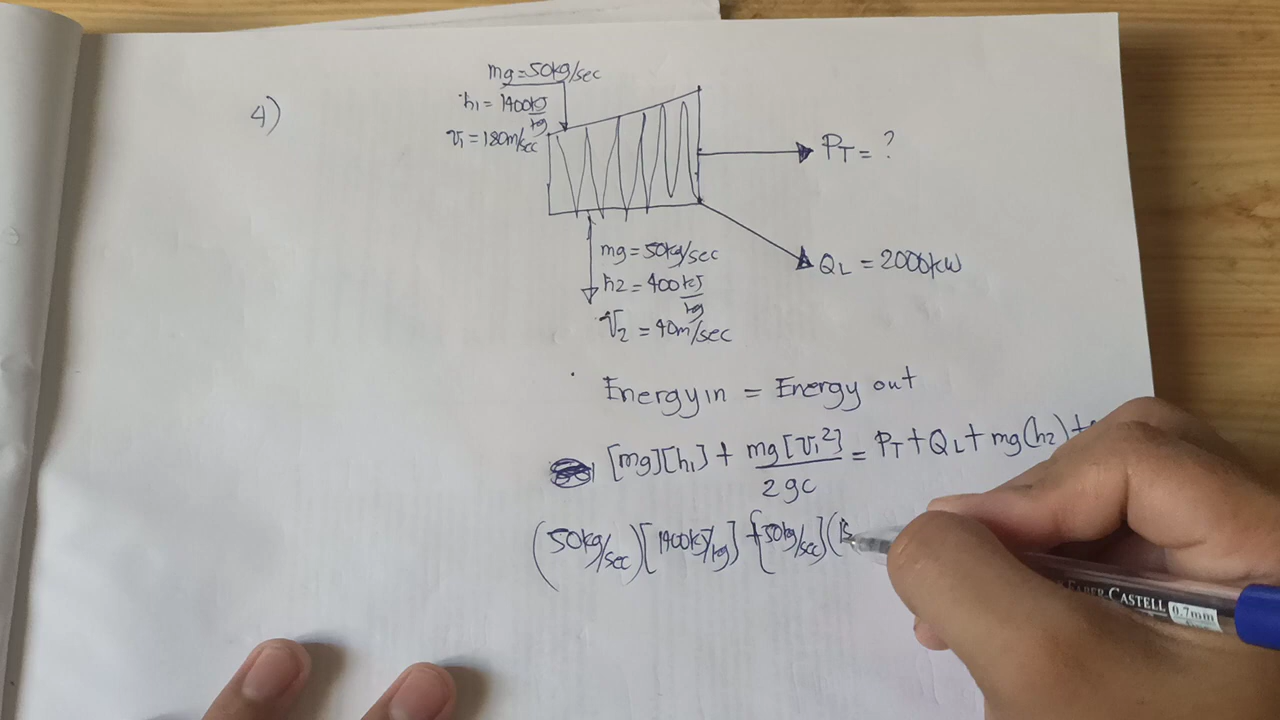 4)
mg = 50kg/sec
h1 = 1400kJ/kg
V1 = 180m/sec
PT = ?
QL = 2000kW
mg = 50kg/sec
h2 = 400kJ/kg
V2 = 40m/sec
Energy in = Energy out
[mg][h1] + mg[V1²]/2gc = PT + QL + mg(h2) +
(50kg/sec)[1400kJ/kg] + [50kg/sec](
FABER-CASTELL 0.7mm